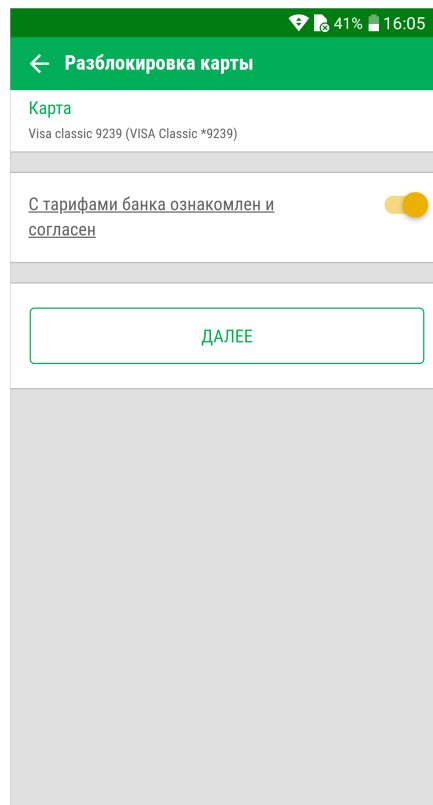 41% 16:05
Разблокировка карты
Карта
Visa classic 9239 (VISA Classic *9239)
С тарифами банка ознакомлен и
согласен
ДАЛЕЕ